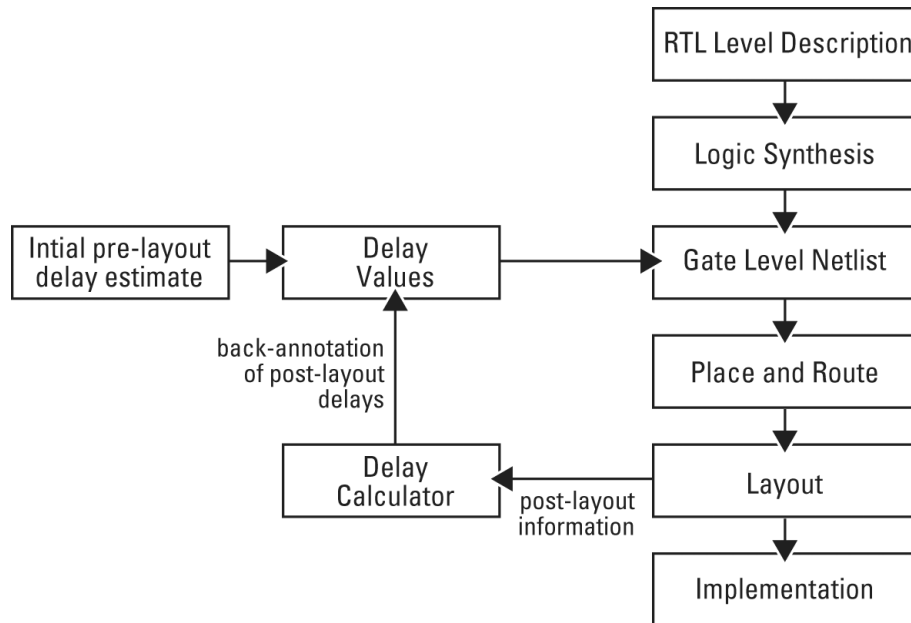 RTL Level Description
Logic Synthesis
Intial pre-layout
delay estimate
Delay
Values
Gate Level Netlist
back-annotation
of post-layout
delays
Place and Route
Delay
Calculator
post-layout
information
Layout
Implementation